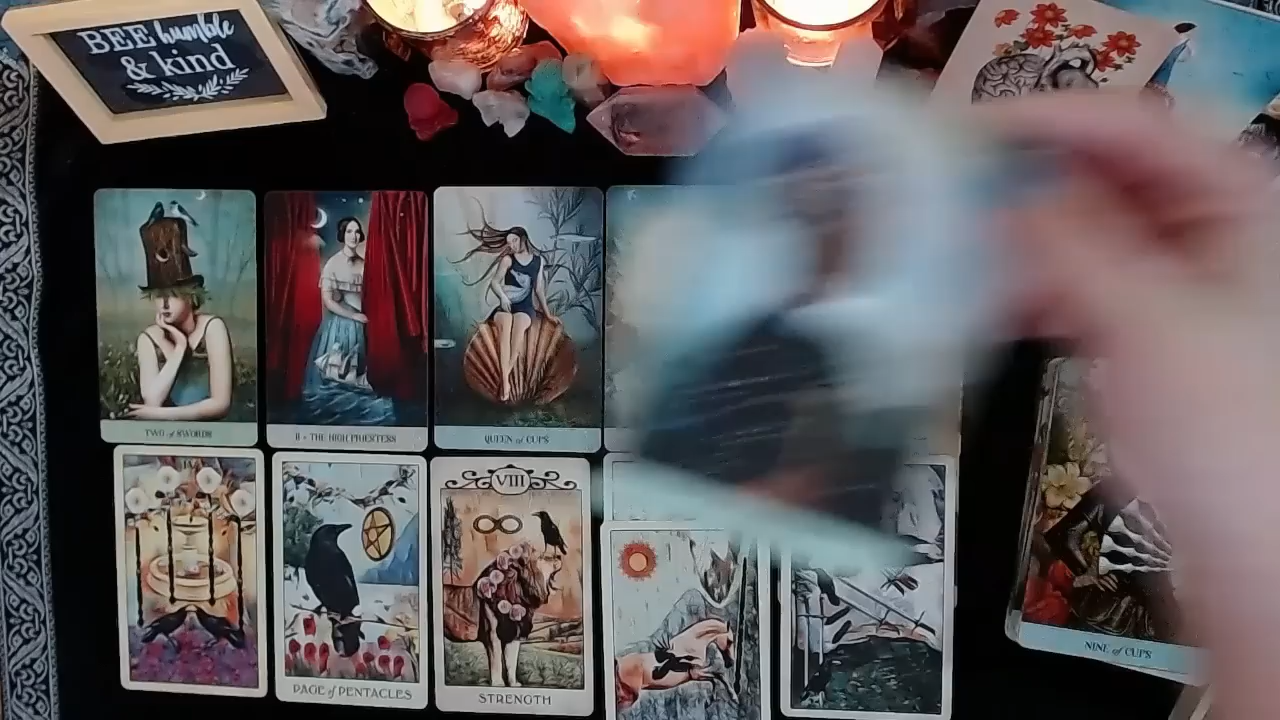 BEE humble
& kind
TWO of SWORDS
II • THE HIGH PRIESTESS
QUEEN of CUPS
PAGE of PENTACLES
VIII
STRENGTH
NINE of CUPS